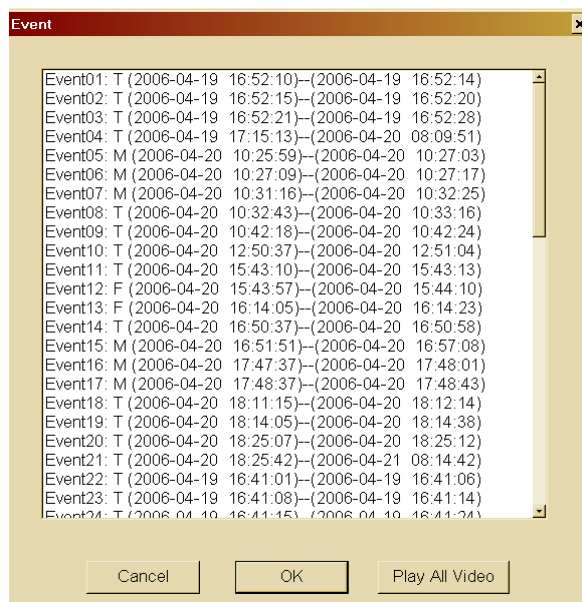 Event
Event01: T (2006-04-19 16:52:10)--(2006-04-19 16:52:14)
Event02: T (2006-04-19 16:52:15)--(2006-04-19 16:52:20)
Event03: T (2006-04-19 16:52:21)--(2006-04-19 16:52:28)
Event04: T (2006-04-19 17:15:13)--(2006-04-20 08:09:51)
Event05: M (2006-04-20 10:25:59)--(2006-04-20 10:27:03)
Event06: M (2006-04-20 10:27:09)--(2006-04-20 10:27:17)
Event07: M (2006-04-20 10:31:16)--(2006-04-20 10:32:25)
Event08: T (2006-04-20 10:32:43)--(2006-04-20 10:33:16)
Event09: T (2006-04-20 10:42:18)--(2006-04-20 10:42:24)
Event10: T (2006-04-20 12:50:37)--(2006-04-20 12:51:04)
Event11: T (2006-04-20 15:43:10)--(2006-04-20 15:43:13)
Event12: F (2006-04-20 15:43:57)--(2006-04-20 15:44:10)
Event13: F (2006-04-20 16:14:05)--(2006-04-20 16:14:23)
Event14: T (2006-04-20 16:50:37)--(2006-04-20 16:50:58)
Event15: M (2006-04-20 16:51:51)--(2006-04-20 16:57:08)
Event16: M (2006-04-20 17:47:37)--(2006-04-20 17:48:01)
Event17: M (2006-04-20 17:48:37)--(2006-04-20 17:48:43)
Event18: T (2006-04-20 18:11:15)--(2006-04-20 18:12:14)
Event19: T (2006-04-20 18:14:05)--(2006-04-20 18:14:38)
Event20: T (2006-04-20 18:25:07)--(2006-04-20 18:25:12)
Event21: T (2006-04-20 18:25:42)--(2006-04-21 08:14:42)
Event22: T (2006-04-19 16:41:01)--(2006-04-19 16:41:06)
Event23: T (2006-04-19 16:41:08)--(2006-04-19 16:41:14)
Event24: T (2006-04-19 16:41:15)--(2006-04-19 16:41:24)
Cancel OK Play All Video